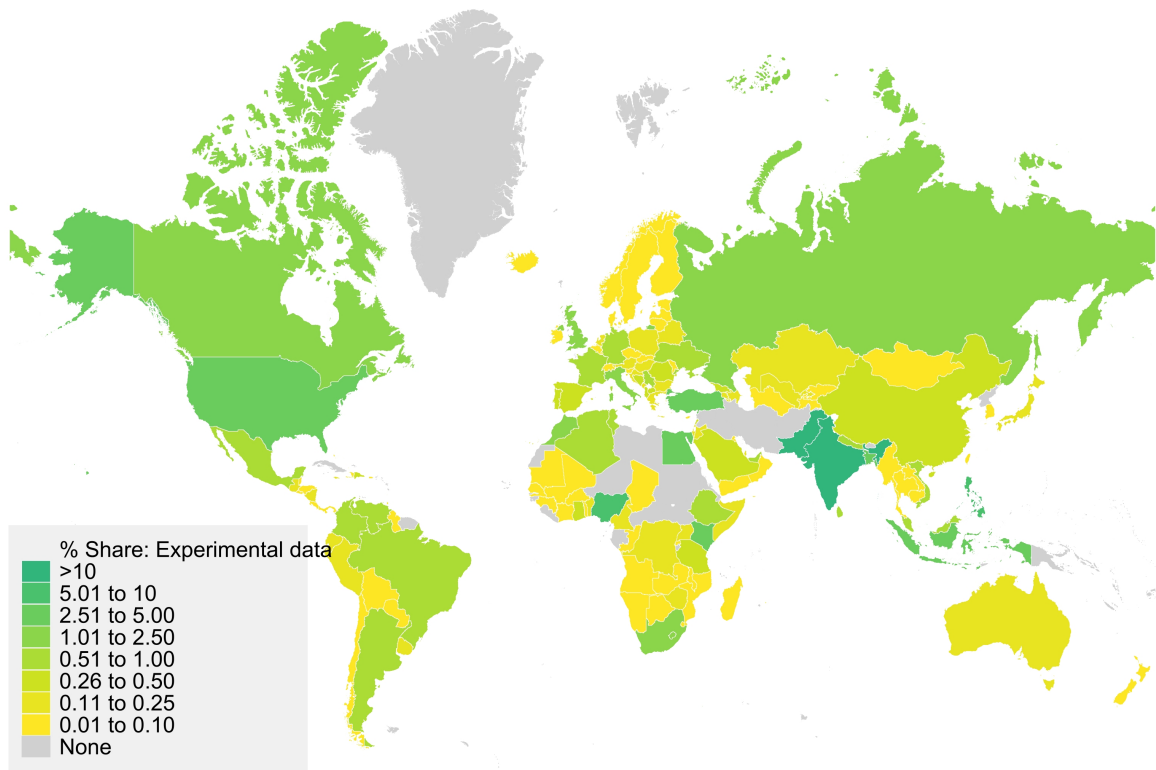 % Share: Experimental data
>10
5.01 to 10
2.51 to 5.00
1.01 to 2.50
0.51 to 1.00
0.26 to 0.50
0.11 to 0.25
0.01 to 0.10
None